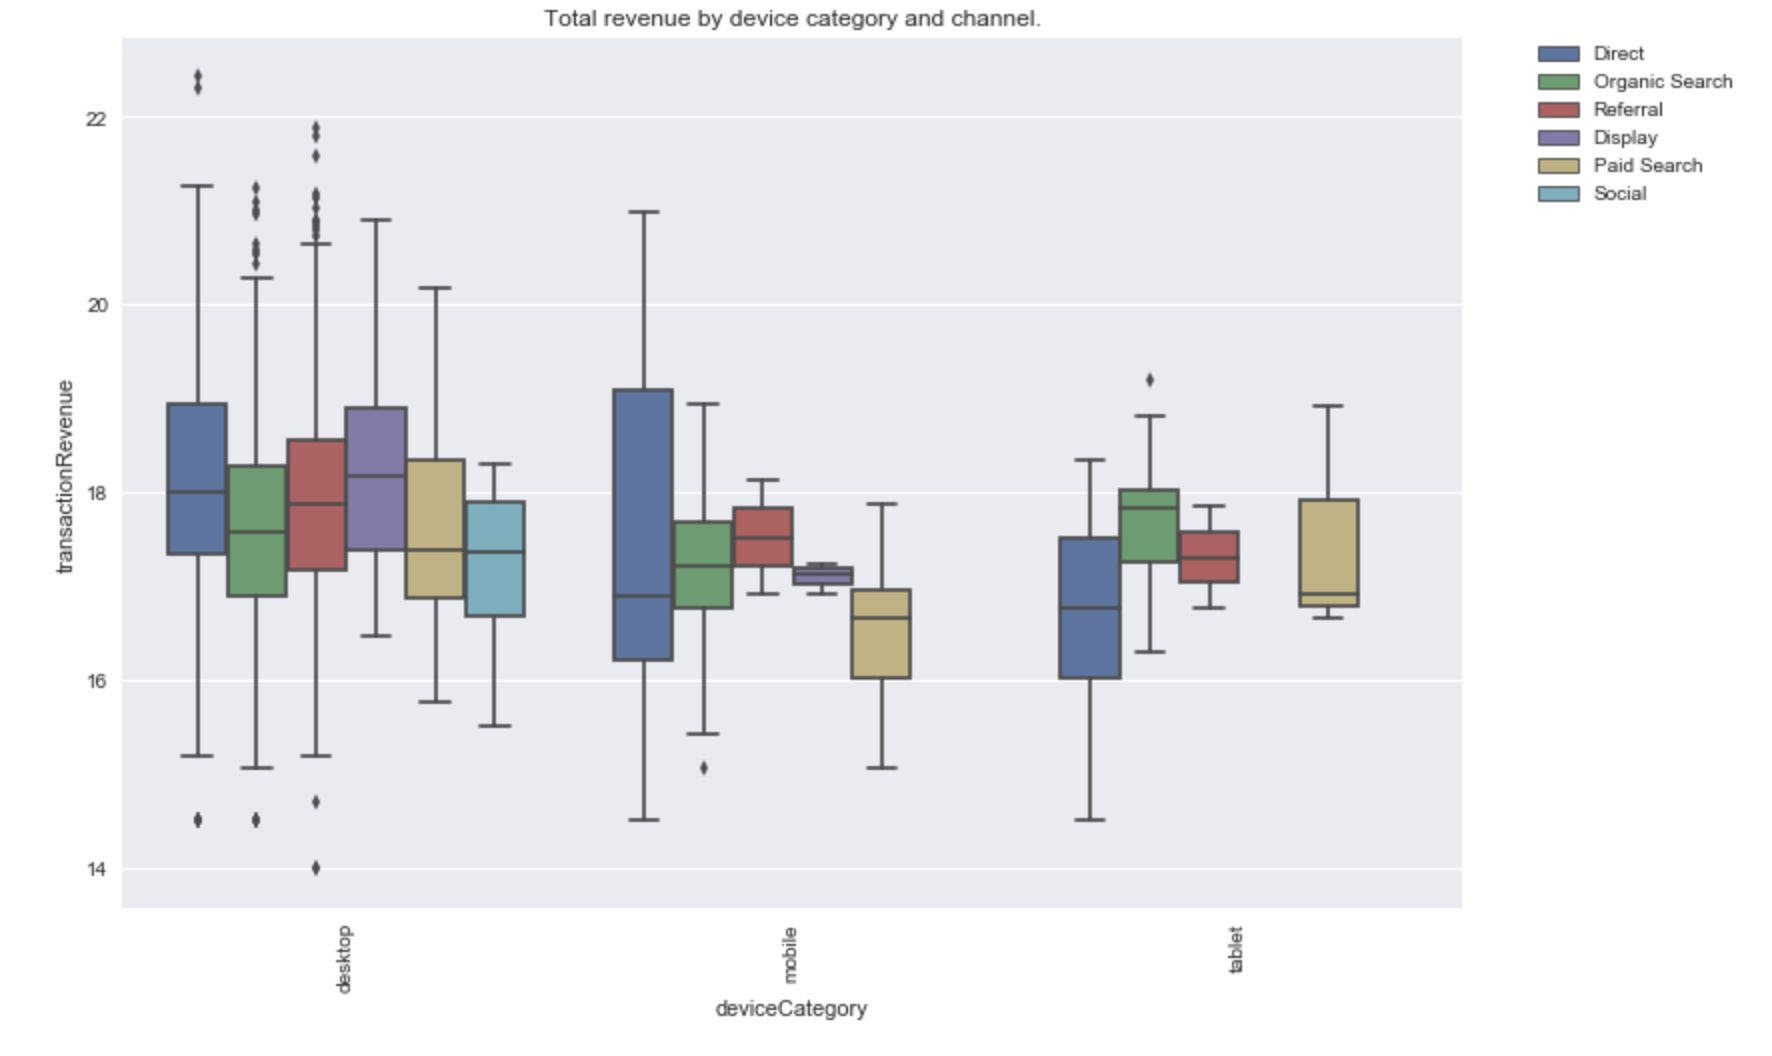 Total revenue by device category and channel.
Direct
Organic Search
Referral
Display
Paid Search
Social
22
20
18
16
14
transactionRevenue
desktop
mobile
tablet
deviceCategory